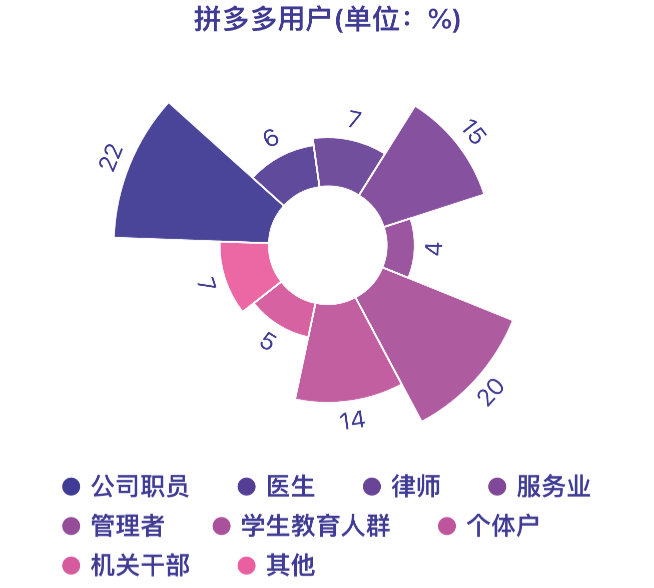 拼多多用户(单位：%)
22
6
7
15
4
20
14
5
7
公司职员 医生 律师 服务业
管理者 学生教育人群 个体户
机关干部 其他